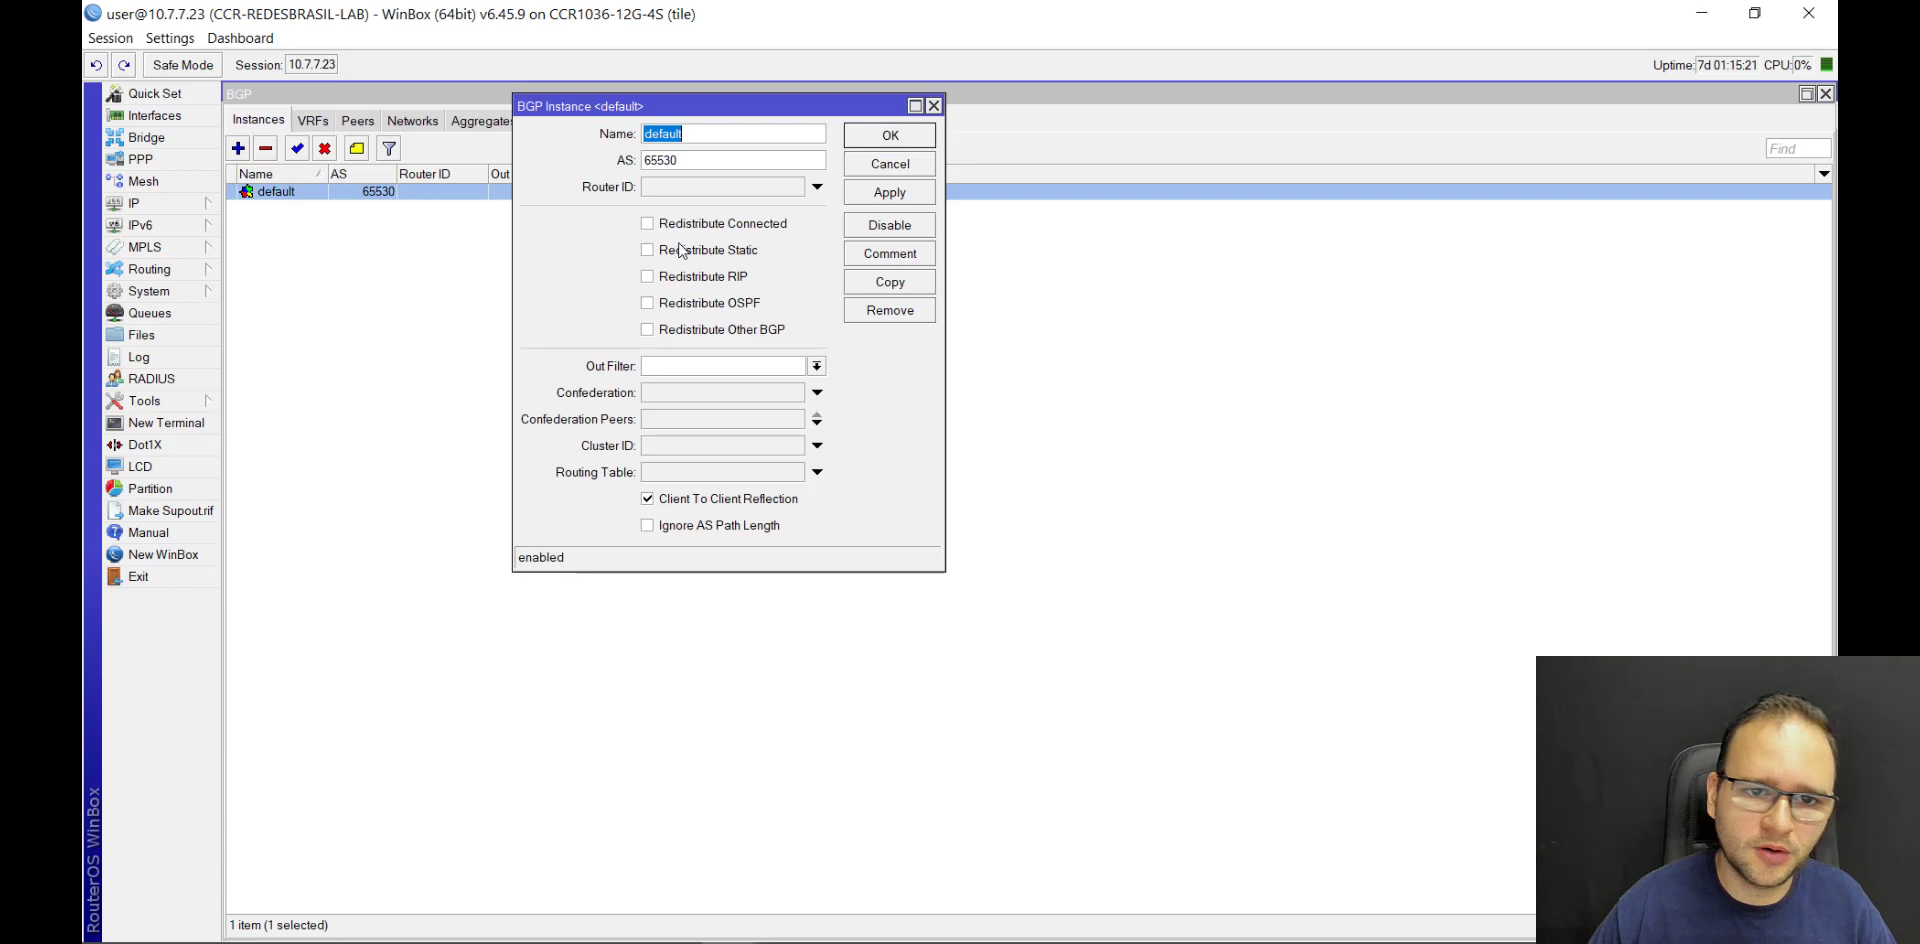 user@10.7.7.23 (CCR-REDESBRASIL-LAB) - WinBox (64bit) v6.45.9 on CCR1036-12G-4S (tile)
Session Settings Dashboard
Safe Mode Session: 10.7.7.23 Uptime: 7d 01:15:21 CPU: 0%
Quick Set
Interfaces
Bridge
PPP
Mesh
IP
IPv6
MPLS
Routing
System
Queues
Files
Log
RADIUS
Tools
New Terminal
Dot1X
LCD
Partition
Make Supout.rif
Manual
New WinBox
Exit
RouterOS WinBox
BGP
Instances VRFs Peers Networks Aggregates
Find
Name AS Router ID Out
default 65530
1 item (1 selected)
BGP Instance <default>
Name: default
AS: 65530
Router ID:
Redistribute Connected
Redistribute Static
Redistribute RIP
Redistribute OSPF
Redistribute Other BGP
Out Filter:
Confederation:
Confederation Peers:
Cluster ID:
Routing Table:
Client To Client Reflection
Ignore AS Path Length
enabled
OK
Cancel
Apply
Disable
Comment
Copy
Remove